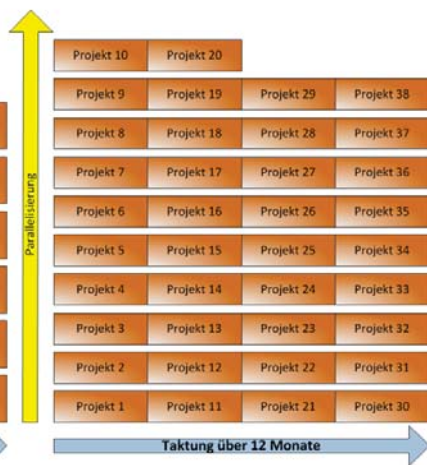 Projekt 10 Projekt 20
Projekt 9 Projekt 19 Projekt 29 Projekt 38
Projekt 8 Projekt 18 Projekt 28 Projekt 37
Projekt 7 Projekt 17 Projekt 27 Projekt 36
Projekt 6 Projekt 16 Projekt 26 Projekt 35
Projekt 5 Projekt 15 Projekt 25 Projekt 34
Projekt 4 Projekt 14 Projekt 24 Projekt 33
Projekt 3 Projekt 13 Projekt 23 Projekt 32
Projekt 2 Projekt 12 Projekt 22 Projekt 31
Projekt 1 Projekt 11 Projekt 21 Projekt 30
Parallelisierung
Taktung über 12 Monate